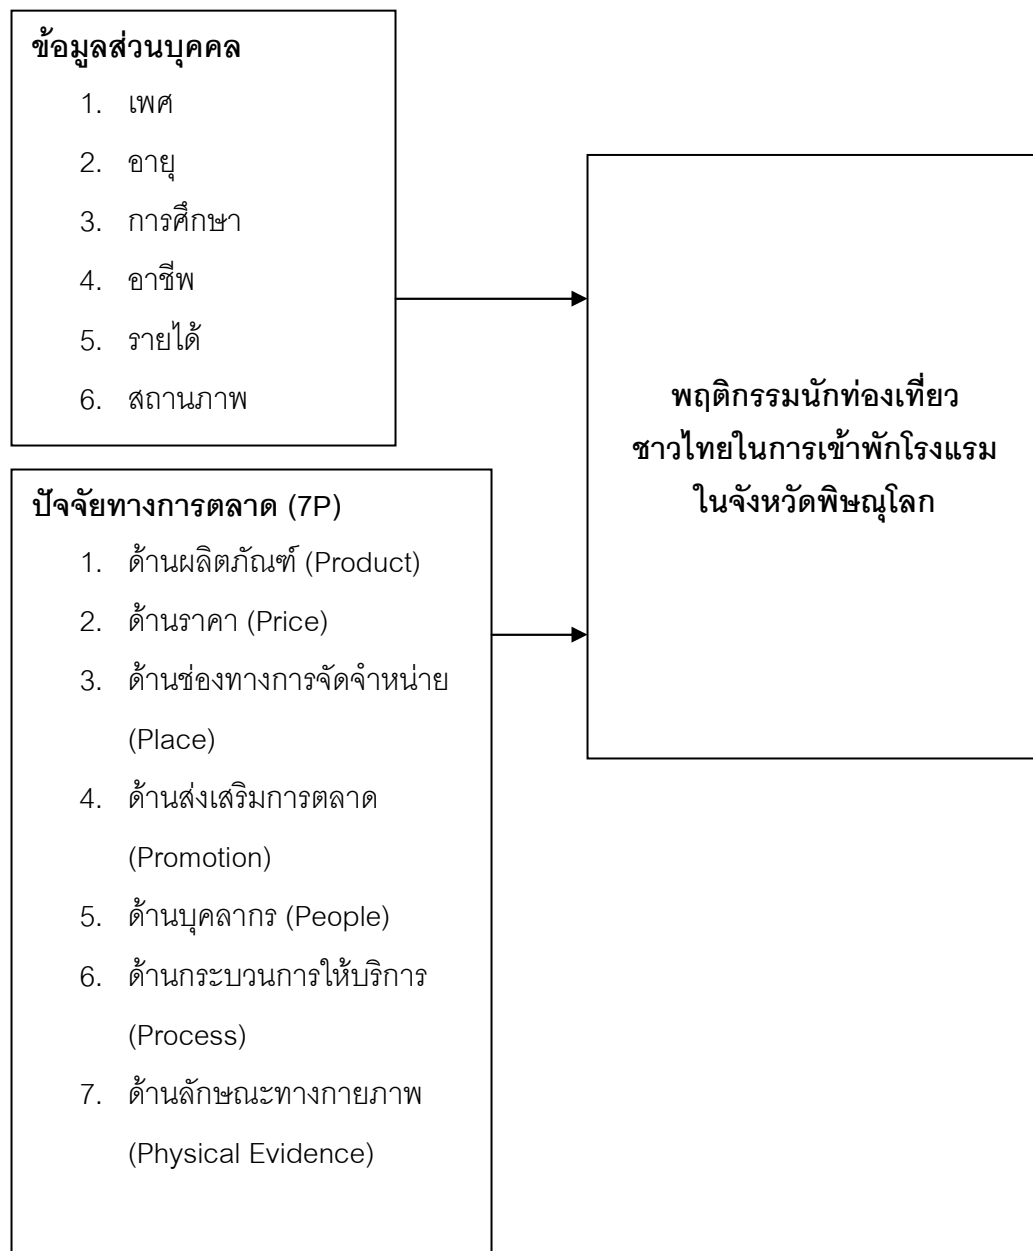 ข้อมูลส่วนบุคคล
1. เพศ
2. อายุ
3. การศึกษา
4. อาชีพ
5. รายได้
6. สถานภาพ
ปัจจัยทางการตลาด (7P)
1. ด้านผลิตภัณฑ์ (Product)
2. ด้านราคา (Price)
3. ด้านช่องทางการจัดจำหน่าย
(Place)
4. ด้านส่งเสริมการตลาด
(Promotion)
5. ด้านบุคลากร (People)
6. ด้านกระบวนการให้บริการ
(Process)
7. ด้านลักษณะทางกายภาพ
(Physical Evidence)
พฤติกรรมนักท่องเที่ยว
ชาวไทยในการเข้าพักโรงแรม
ในจังหวัดพิษณุโลก